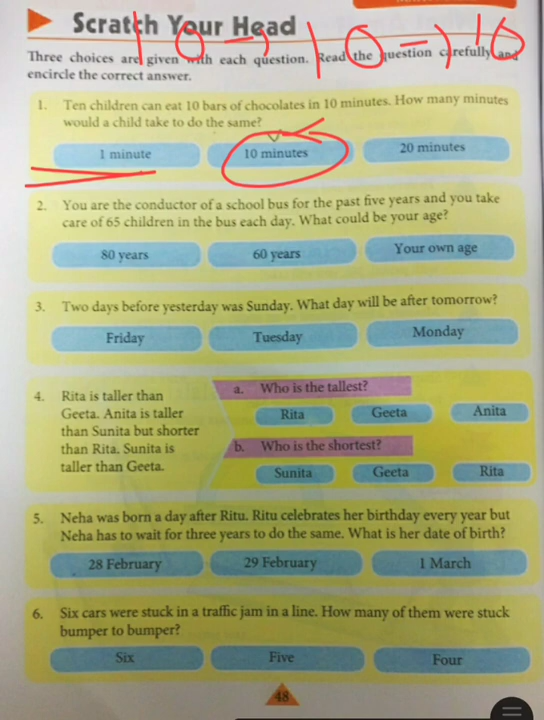 Scratch Your Head
10 → 10 → 10
Three choices are given with each question. Read the question carefully and
encircle the correct answer.
1. Ten children can eat 10 bars of chocolates in 10 minutes. How many minutes
would a child take to do the same?
1 minute 10 minutes 20 minutes
2. You are the conductor of a school bus for the past five years and you take
care of 65 children in the bus each day. What could be your age?
80 years 60 years Your own age
3. Two days before yesterday was Sunday. What day will be after tomorrow?
Friday Tuesday Monday
4. Rita is taller than
Geeta. Anita is taller
than Sunita but shorter
than Rita. Sunita is
taller than Geeta.
a. Who is the tallest?
Rita Geeta Anita
b. Who is the shortest?
Sunita Geeta Rita
5. Neha was born a day after Ritu. Ritu celebrates her birthday every year but
Neha has to wait for three years to do the same. What is her date of birth?
28 February 29 February 1 March
6. Six cars were stuck in a traffic jam in a line. How many of them were stuck
bumper to bumper?
Six Five Four
48